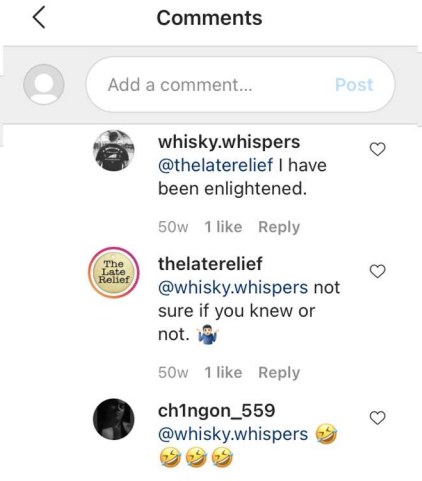 Comments
Add a comment... Post
whisky.whispers
@thelaterelief I have
been enlightened.
50w 1 like Reply
The
Late
Relief
thelaterelief
@whisky.whispers not
sure if you knew or
not. 🤷🏻‍♂️
50w 1 like Reply
ch1ngon_559
@whisky.whispers 🤣
🤣🤣🤣